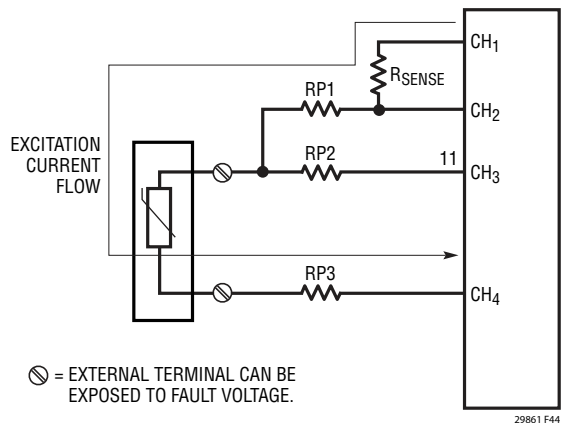 CH1
RSENSE
RP1
CH2
EXCITATION
CURRENT
FLOW
RP2
11
CH3
RP3
CH4
= EXTERNAL TERMINAL CAN BE
EXPOSED TO FAULT VOLTAGE.
29861 F44